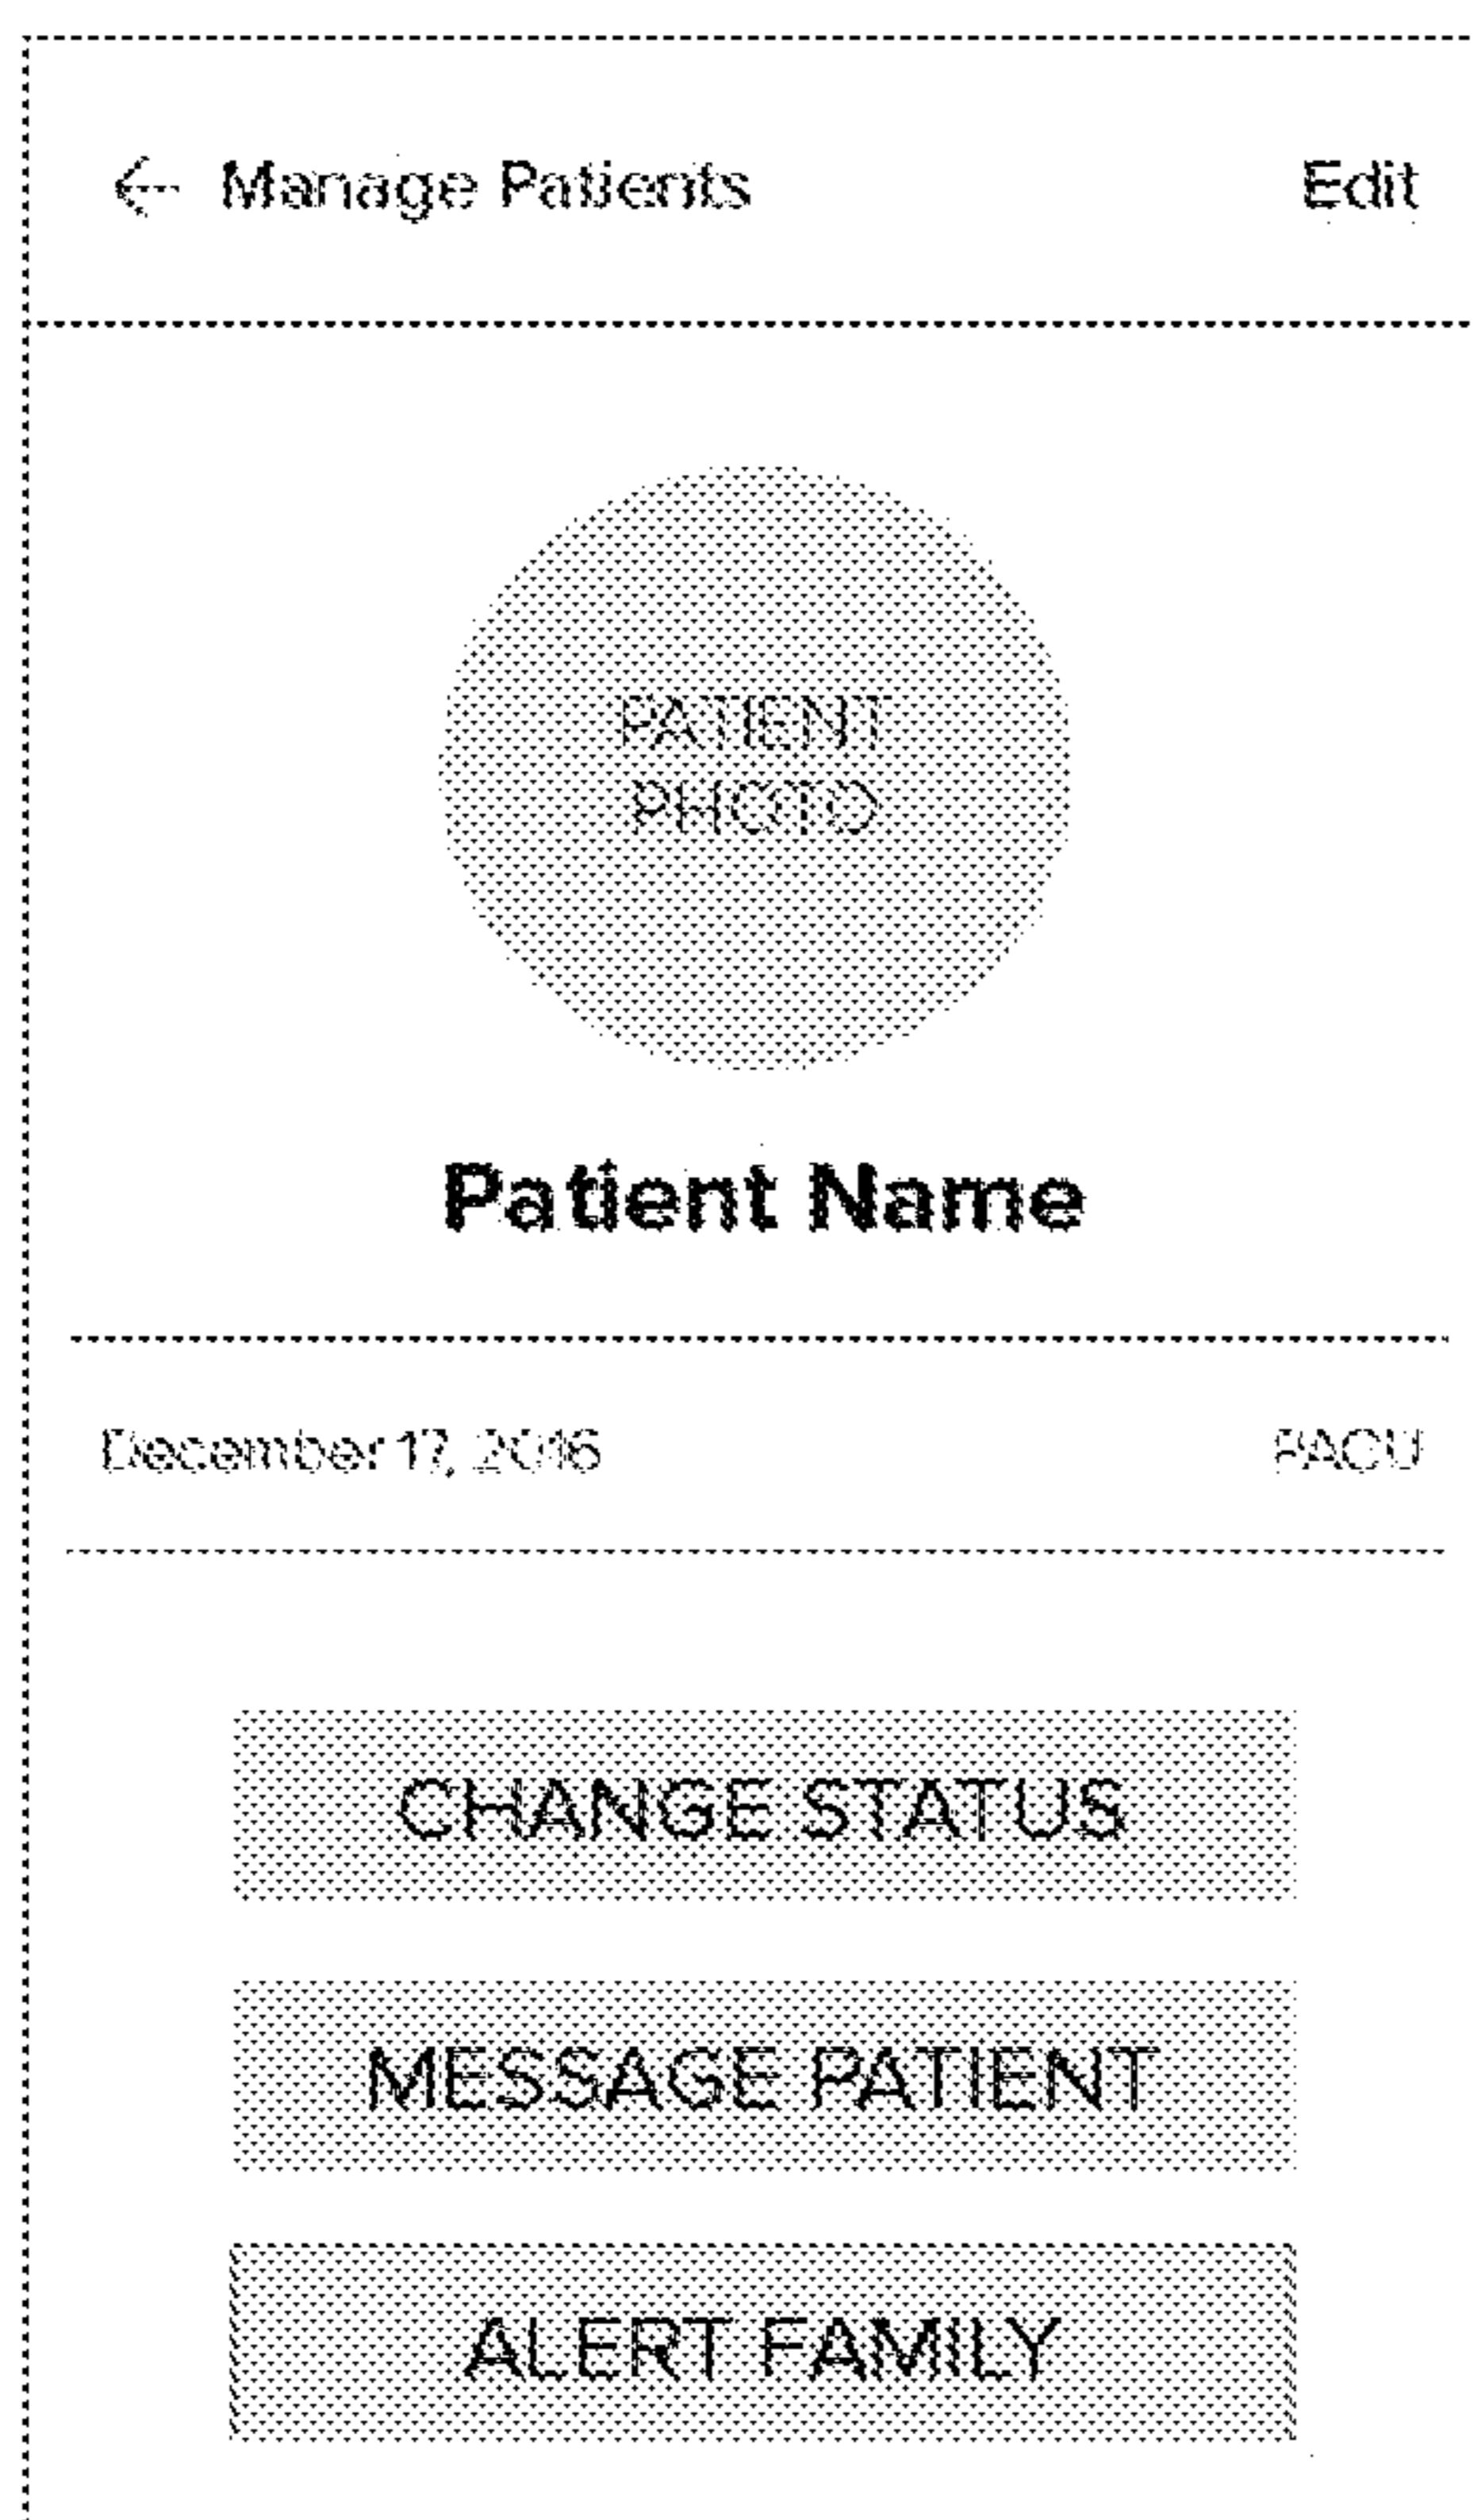 ← Manage Patients Edit
PATIENT
PHOTO
Patient Name
December 17, 2016 PACU
CHANGE STATUS
MESSAGE PATIENT
ALERT FAMILY